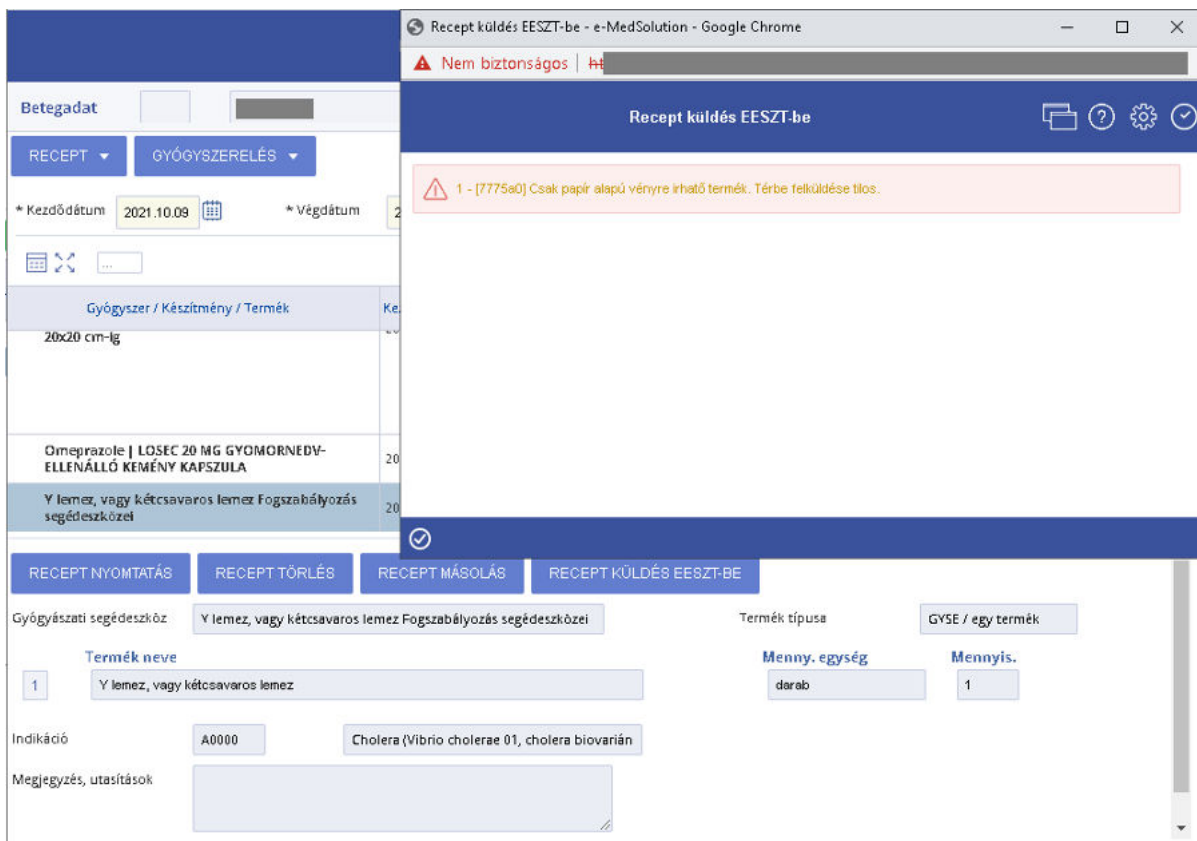 Recept küldés EESZT-be - e-MedSolution - Google Chrome
Nem biztonságos
Recept küldés EESZT-be
1 - [7775a0] Csak papír alapú vényre írható termék. Térbe felküldése tilos.
Betegadat
RECEPT GYÓGYSZERELÉS
* Kezdődátum 2021.10.09 * Végdátum 2
...
Gyógyszer / Készítmény / Termék
20x20 cm-Ig
Omeprazole | LOSEC 20 MG GYOMORNEDV-
ELLENÁLLÓ KEMÉNY KAPSZULA 20
Y lemez, vagy kétcsavaros lemez Fogszabályozás
segédeszközei 20
RECEPT NYOMTATÁS RECEPT TÖRLÉS RECEPT MÁSOLÁS RECEPT KÜLDÉS EESZT-BE
Gyógyászati segédeszköz Y lemez, vagy kétcsavaros lemez Fogszabályozás segédeszközei Termék típusa GYSE / egy termék
Termék neve Menny. egység Mennyis.
1 Y lemez, vagy kétcsavaros lemez darab 1
Indikáció A0000 Cholera (Vibrio cholerae 01, cholera biovarián
Megjegyzés, utasítások